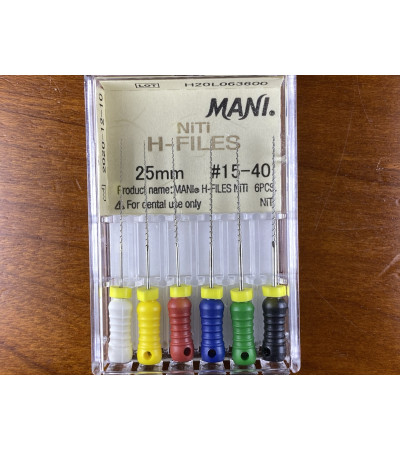 LOT H20L063600
2020-12-10
MANI®
NiTi
H-FILES
25mm #15-40
Product name: MANI® H-FILES NiTi 6PCS.
⚠ For dental use only NiTi